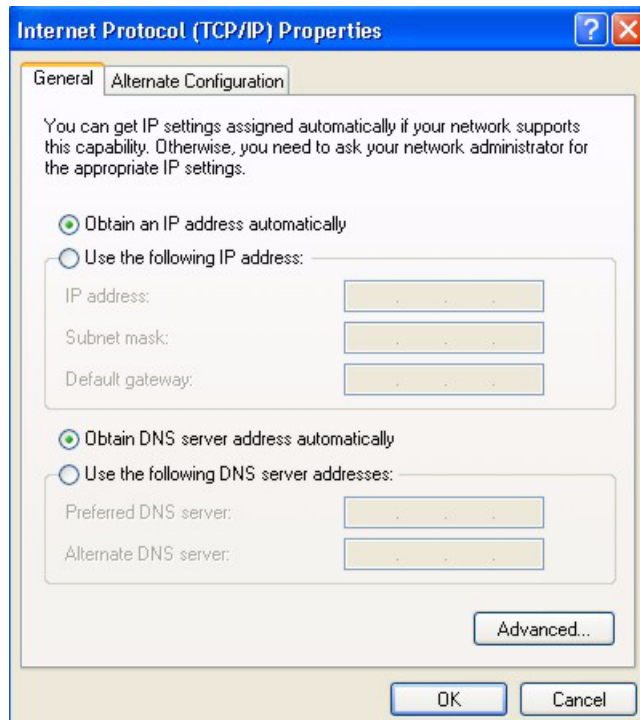 Internet Protocol (TCP/IP) Properties
?
General
Alternate Configuration
You can get IP settings assigned automatically if your network supports
this capability. Otherwise, you need to ask your network administrator for
the appropriate IP settings.
Obtain an IP address automatically
Use the following IP address:
IP address:
Subnet mask:
Default gateway:
Obtain DNS server address automatically
Use the following DNS server addresses:
Preferred DNS server:
Alternate DNS server:
Advanced...
OK
Cancel